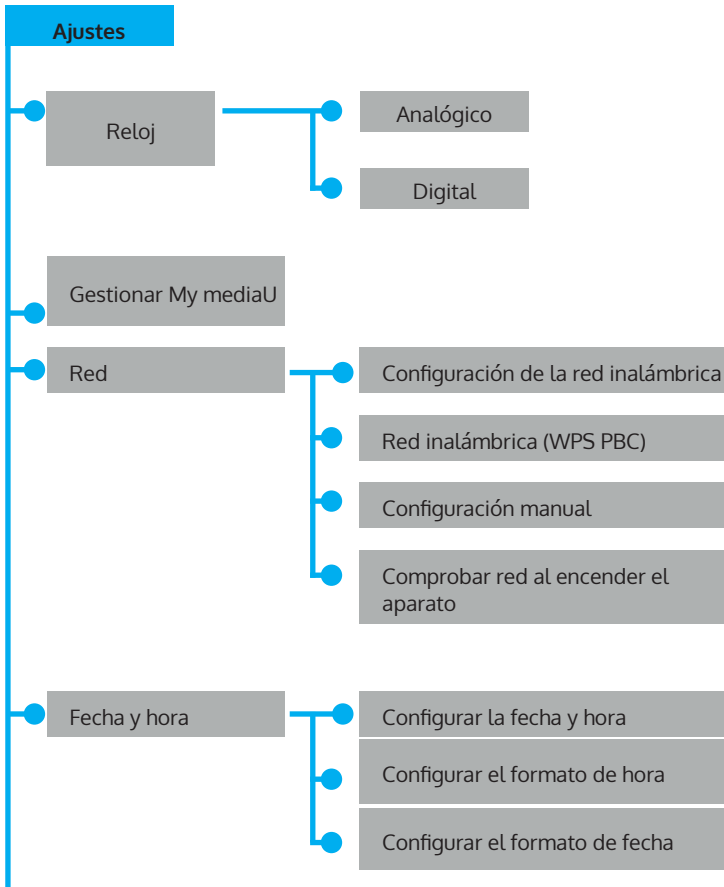 Ajustes
Reloj
Analógico
Digital
Gestionar My mediaU
Red
Configuración de la red inalámbrica
Red inalámbrica (WPS PBC)
Configuración manual
Comprobar red al encender el
aparato
Fecha y hora
Configurar la fecha y hora
Configurar el formato de hora
Configurar el formato de fecha